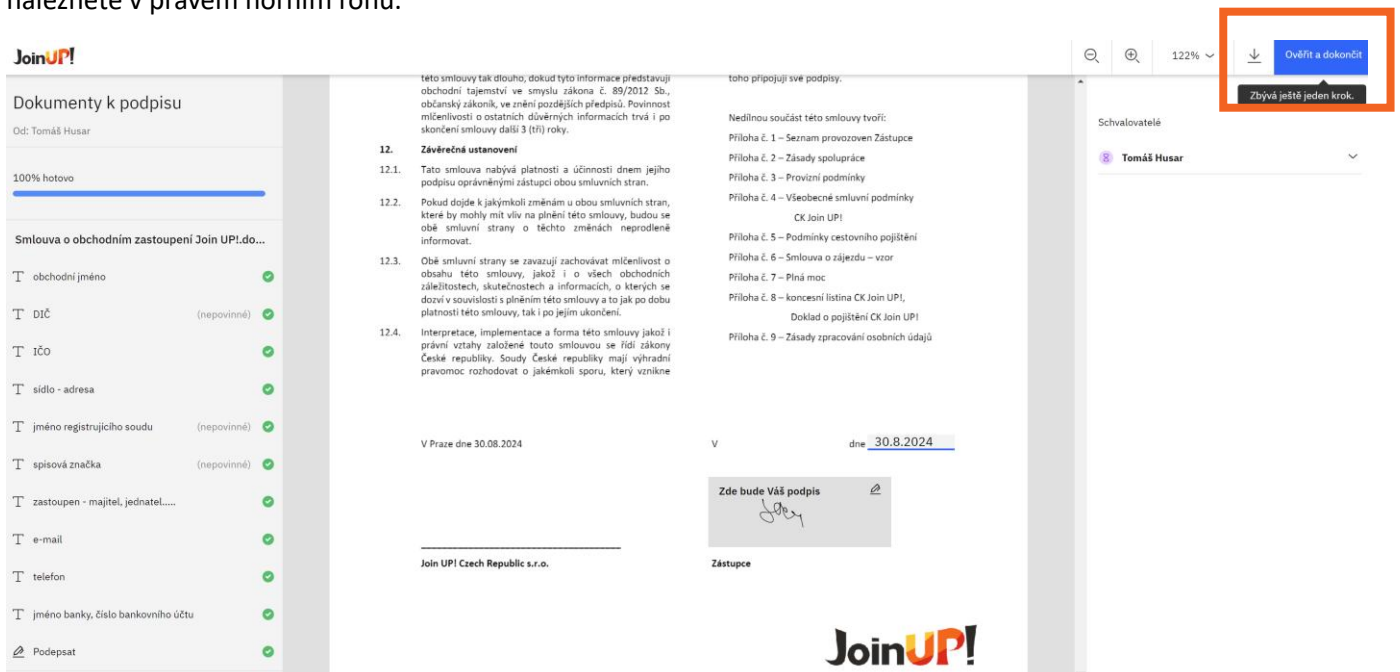 naleznete v pravém horním rohu.
JoinUP!
122%
Ověřit a dokončit
Zbývá ještě jeden krok.
Dokumenty k podpisu
Od: Tomáš Husar
100% hotovo
Smlouva o obchodním zastoupení Join UP!.do...
obchodní jméno
DIČ (nepovinné)
IČO
sídlo - adresa
jméno registrujícího soudu (nepovinné)
spisová značka (nepovinné)
zastoupen - majitel, jednatel.....
e-mail
telefon
jméno banky, číslo bankovního účtu
Podepsat
této smlouvy tak dlouho, dokud tyto informace představují
obchodní tajemství ve smyslu zákona č. 89/2012 Sb.,
občanský zákoník, ve znění pozdějších předpisů. Povinnost
mlčenlivosti o ostatních důvěrných informacích trvá i po
skončení smlouvy další 3 (tři) roky.
12. Závěrečná ustanovení
12.1. Tato smlouva nabývá platnosti a účinnosti dnem jejího
podpisu oprávněnými zástupci obou smluvních stran.
12.2. Pokud dojde k jakýmkoli změnám u obou smluvních stran,
které by mohly mít vliv na plnění této smlouvy, budou se
obě smluvní strany o těchto změnách neprodleně
informovat.
12.3. Obě smluvní strany se zavazují zachovávat mlčenlivost o
obsahu této smlouvy, jakož i o všech obchodních
záležitostech, skutečnostech a informacích, o kterých se
dozví v souvislosti s plněním této smlouvy a to jak po dobu
platnosti této smlouvy, tak i po jejím ukončení.
12.4. Interpretace, implementace a forma této smlouvy jakož i
právní vztahy založené touto smlouvou se řídí zákony
České republiky. Soudy České republiky mají výhradní
pravomoc rozhodovat o jakémkoli sporu, který vznikne
toho připojují své podpisy.
Nedílnou součást této smlouvy tvoří:
Příloha č. 1 – Seznam provozoven Zástupce
Příloha č. 2 – Zásady spolupráce
Příloha č. 3 – Provizní podmínky
Příloha č. 4 – Všeobecné smluvní podmínky
CK Join UP!
Příloha č. 5 – Podmínky cestovního pojištění
Příloha č. 6 – Smlouva o zájezdu – vzor
Příloha č. 7 – Plná moc
Příloha č. 8 – koncesní listina CK Join UP!,
Doklad o pojištění CK Join UP!
Příloha č. 9 – Zásady zpracování osobních údajů
V Praze dne 30.08.2024
V dne 30.8.2024
Zde bude Váš podpis
Join UP! Czech Republic s.r.o.
Zástupce
JoinUP!
Schvalovatelé
Tomáš Husar